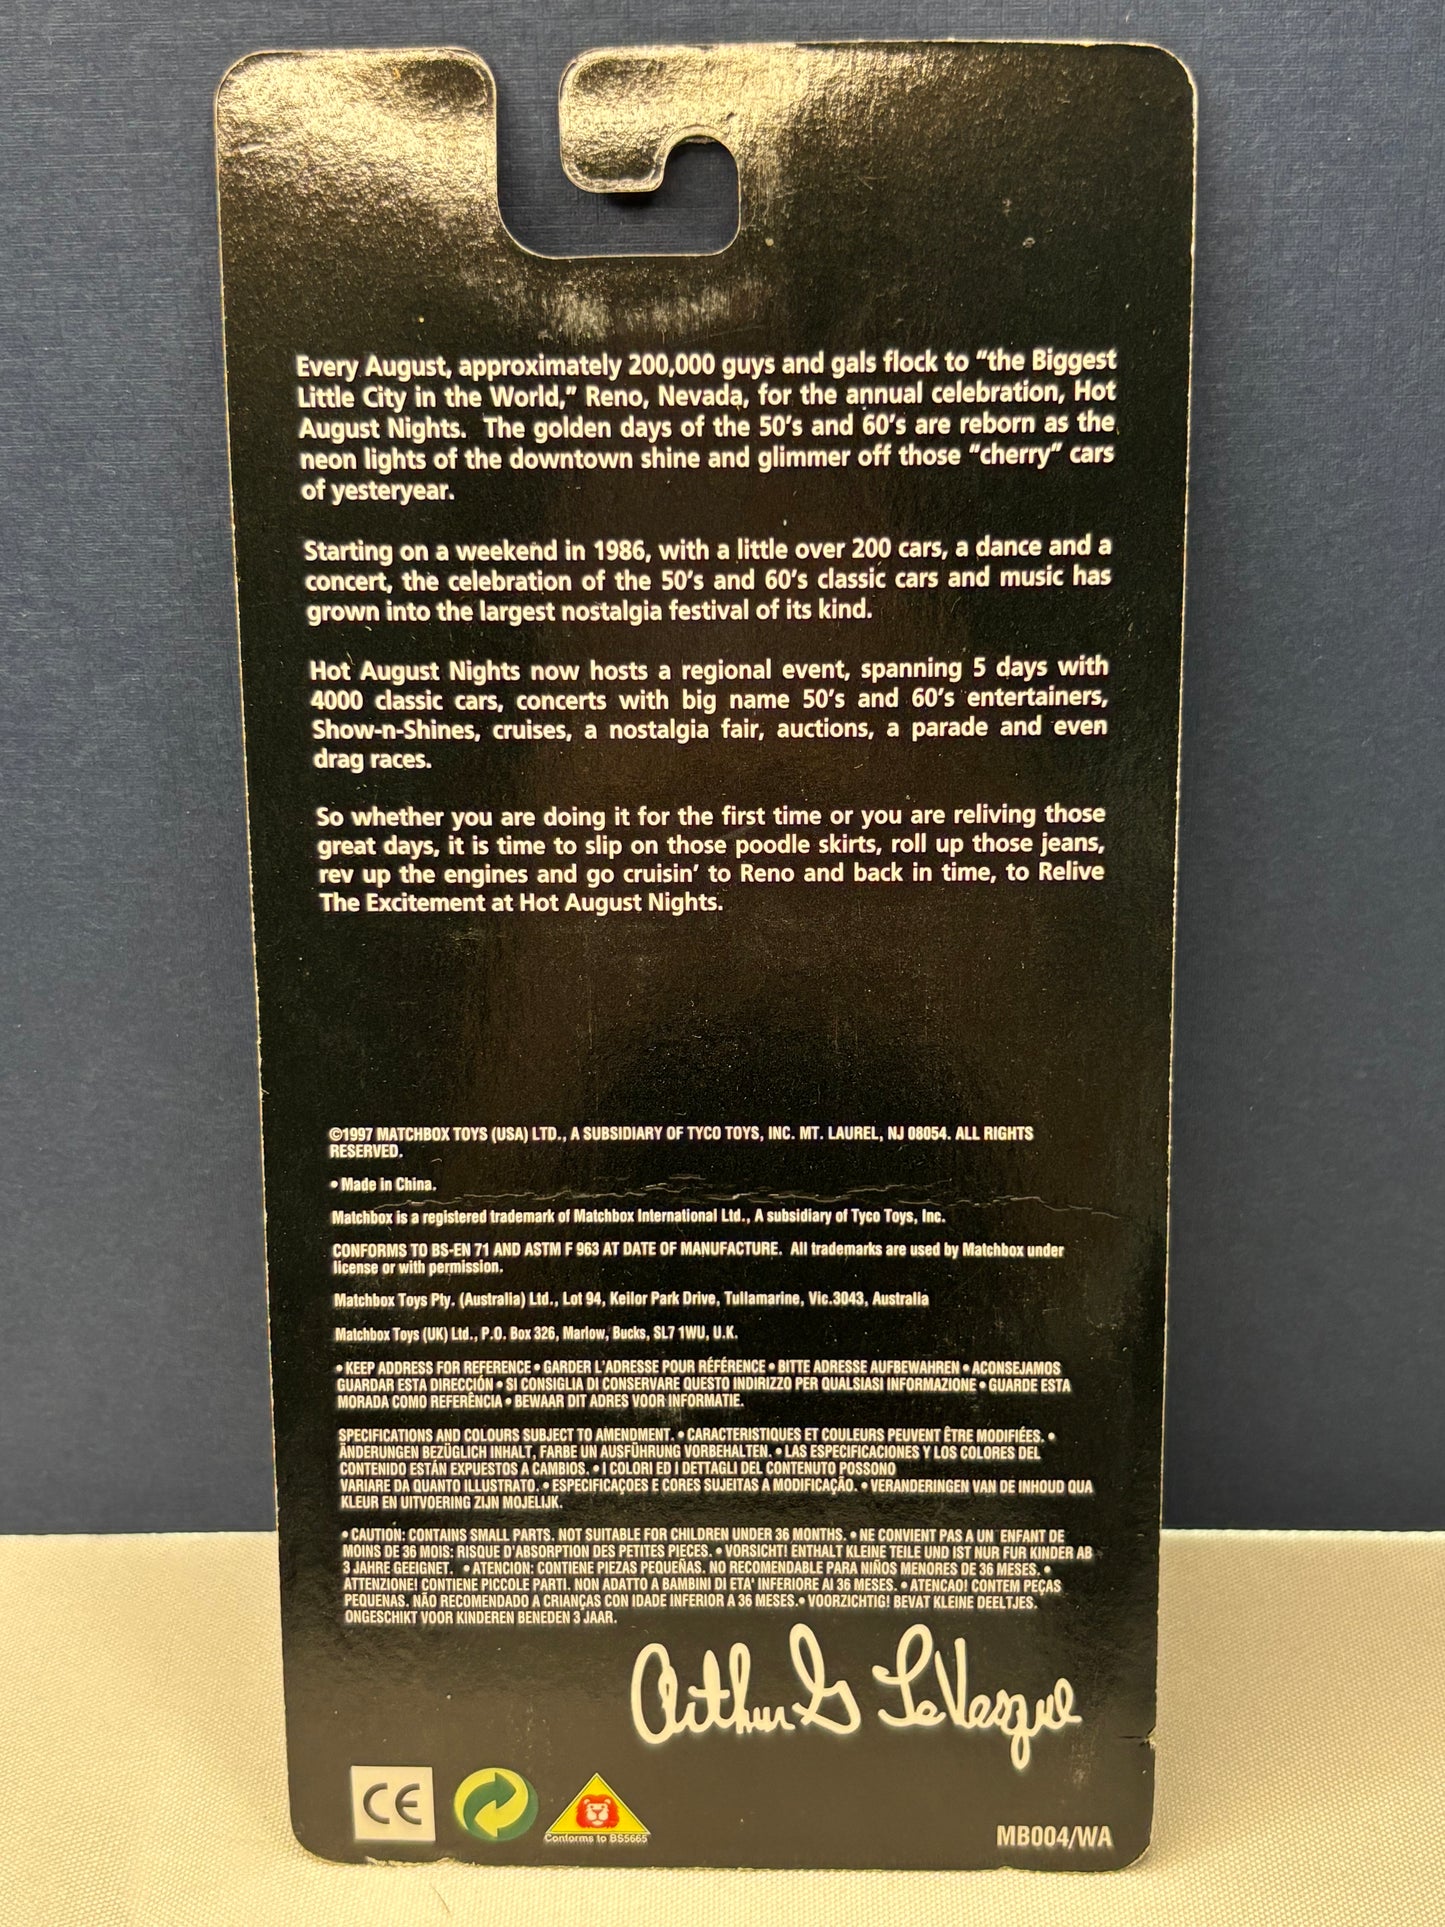 Every August, approximately 200,000 guys and gals flock to "the Biggest
Little City in the World," Reno, Nevada, for the annual celebration, Hot
August Nights. The golden days of the 50's and 60's are reborn as the
neon lights of the downtown shine and glimmer off those "cherry" cars
of yesteryear.
Starting on a weekend in 1986, with a little over 200 cars, a dance and a
concert, the celebration of the 50's and 60's classic cars and music has
grown into the largest nostalgia festival of its kind.
Hot August Nights now hosts a regional event, spanning 5 days with
4000 classic cars, concerts with big name 50's and 60's entertainers,
Show-n-Shines, cruises, a nostalgia fair, auctions, a parade and even
drag races.
So whether you are doing it for the first time or you are reliving those
great days, it is time to slip on those poodle skirts, roll up those jeans,
rev up the engines and go cruisin' to Reno and back in time, to Relive
The Excitement at Hot August Nights.
©1997 MATCHBOX TOYS (USA) LTD., A SUBSIDIARY OF TYCO TOYS, INC. MT. LAUREL, NJ 08054. ALL RIGHTS
RESERVED.
• Made in China.
Matchbox is a registered trademark of Matchbox International Ltd., A subsidiary of Tyco Toys, Inc.
CONFORMS TO BS-EN 71 AND ASTM F 963 AT DATE OF MANUFACTURE. All trademarks are used by Matchbox under
license or with permission.
Matchbox Toys Pty. (Australia) Ltd., Lot 94, Keilor Park Drive, Tullamarine, Vic.3043, Australia
Matchbox Toys (UK) Ltd., P.O. Box 326, Marlow, Bucks, SL7 1WU, U.K.
• KEEP ADDRESS FOR REFERENCE • GARDER L'ADRESSE POUR RÉFÉRENCE • BITTE ADRESSE AUFBEWAHREN • ACONSEJAMOS
GUARDAR ESTA DIRECCIÓN • SI CONSIGLIA DI CONSERVARE QUESTO INDIRIZZO PER QUALSIASI INFORMAZIONE • GUARDE ESTA
MORADA COMO REFERÊNCIA • BEWAAR DIT ADRES VOOR INFORMATIE.
SPECIFICATIONS AND COLOURS SUBJECT TO AMENDMENT. • CARACTERISTIQUES ET COULEURS PEUVENT ÊTRE MODIFIÉES. •
ÄNDERUNGEN BEZÜGLICH INHALT, FARBE UN AUSFÜHRUNG VORBEHALTEN. • LAS ESPECIFICACIONES Y LOS COLORES DEL
CONTENIDO ESTÁN EXPUESTOS A CAMBIOS. • I COLORI ED I DETTAGLI DEL CONTENUTO POSSONO
VARIARE DA QUANTO ILLUSTRATO. • ESPECIFICAÇOES E CORES SUJEITAS A MODIFICAÇÃO. • VERANDERINGEN VAN DE INHOUD QUA
KLEUR EN UITVOERING ZIJN MOJELIJK.
• CAUTION: CONTAINS SMALL PARTS. NOT SUITABLE FOR CHILDREN UNDER 36 MONTHS. • NE CONVIENT PAS A UN ENFANT DE
MOINS DE 36 MOIS: RISQUE D'ABSORPTION DES PETITES PIECES. • VORSICHT! ENTHALT KLEINE TEILE UND IST NUR FUR KINDER AB
3 JAHRE GEEIGNET. • ATENCION: CONTIENE PIEZAS PEQUEÑAS. NO RECOMENDABLE PARA NIÑOS MENORES DE 36 MESES. •
ATTENZIONE! CONTIENE PICCOLE PARTI. NON ADATTO A BAMBINI DI ETA' INFERIORE AI 36 MESES. • ATENCAO! CONTEM PEÇAS
PEQUENAS. NÃO RECOMENDADO A CRIANÇAS COM IDADE INFERIOR A 36 MESES.• VOORZICHTIG! BEVAT KLEINE DEELTJES.
ONGESCHIKT VOOR KINDEREN BENEDEN 3 JAAR.
Arthur G LeVesque
CE
Conforms to BS5665
MB004/WA